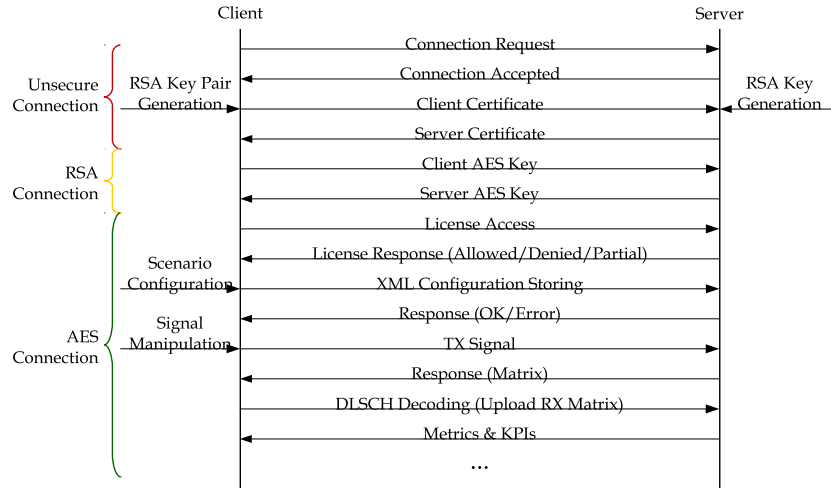 Client
Server
Connection Request
Connection Accepted
Unsecure
Connection
RSA Key Pair
Generation
Client Certificate
RSA Key
Generation
Server Certificate
RSA
Connection
Client AES Key
Server AES Key
License Access
License Response (Allowed/Denied/Partial)
Scenario
Configuration
XML Configuration Storing
Response (OK/Error)
AES
Connection
Signal
Manipulation
TX Signal
Response (Matrix)
DLSCH Decoding (Upload RX Matrix)
Metrics & KPIs
...